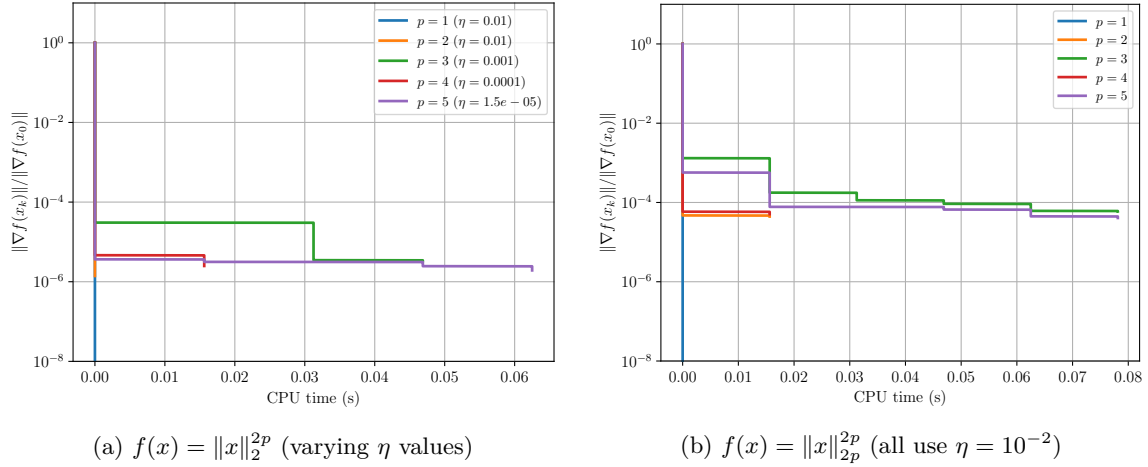 p = 1 (η = 0.01)
p = 2 (η = 0.01)
p = 3 (η = 0.001)
p = 4 (η = 0.0001)
p = 5 (η = 1.5e − 05)
‖∇f(x_k)‖/‖∇f(x_0)‖
10^0
10^{−2}
10^{−4}
10^{−6}
10^{−8}
0.00 0.01 0.02 0.03 0.04 0.05 0.06
CPU time (s)
(a) f(x) = ‖x‖_2^{2p} (varying η values)
p = 1
p = 2
p = 3
p = 4
p = 5
‖∇f(x_k)‖/‖∇f(x_0)‖
10^0
10^{−2}
10^{−4}
10^{−6}
10^{−8}
0.00 0.01 0.02 0.03 0.04 0.05 0.06 0.07 0.08
CPU time (s)
(b) f(x) = ‖x‖_{2p}^{2p} (all use η = 10^{−2})